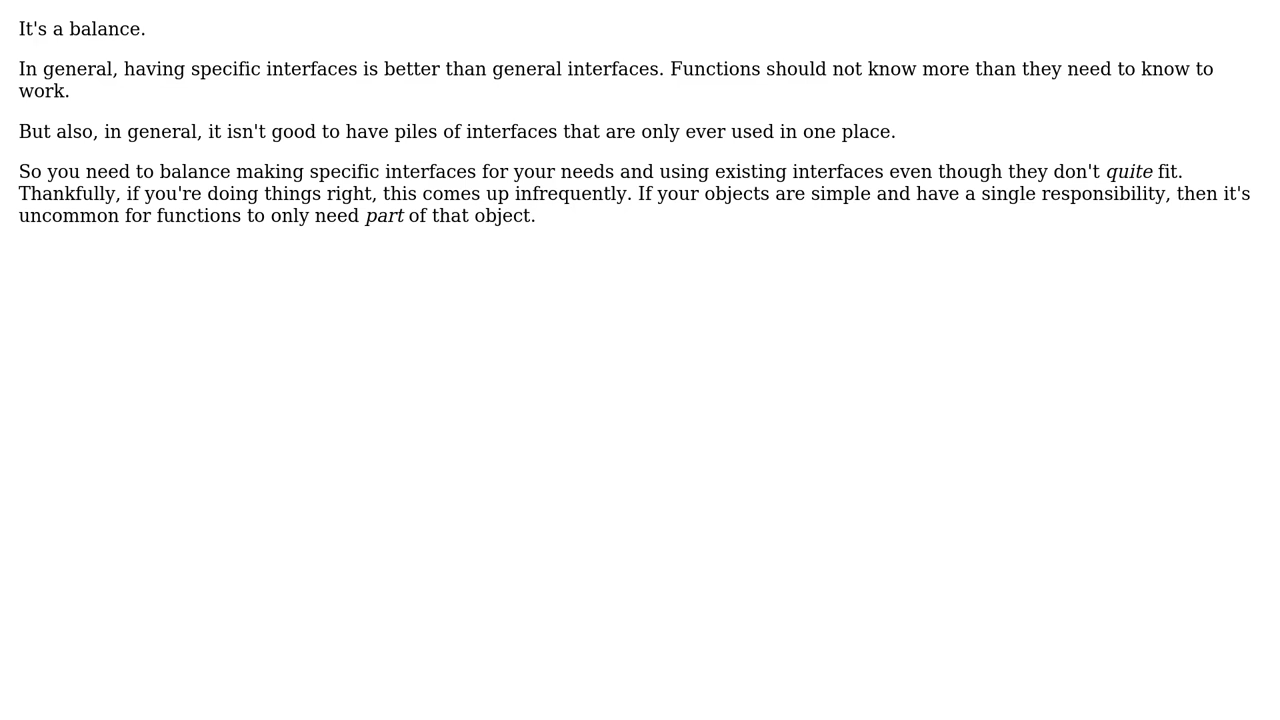 It's a balance.
In general, having specific interfaces is better than general interfaces. Functions should not know more than they need to know to
work.
But also, in general, it isn't good to have piles of interfaces that are only ever used in one place.
So you need to balance making specific interfaces for your needs and using existing interfaces even though they don't quite fit.
Thankfully, if you're doing things right, this comes up infrequently. If your objects are simple and have a single responsibility, then it's
uncommon for functions to only need part of that object.